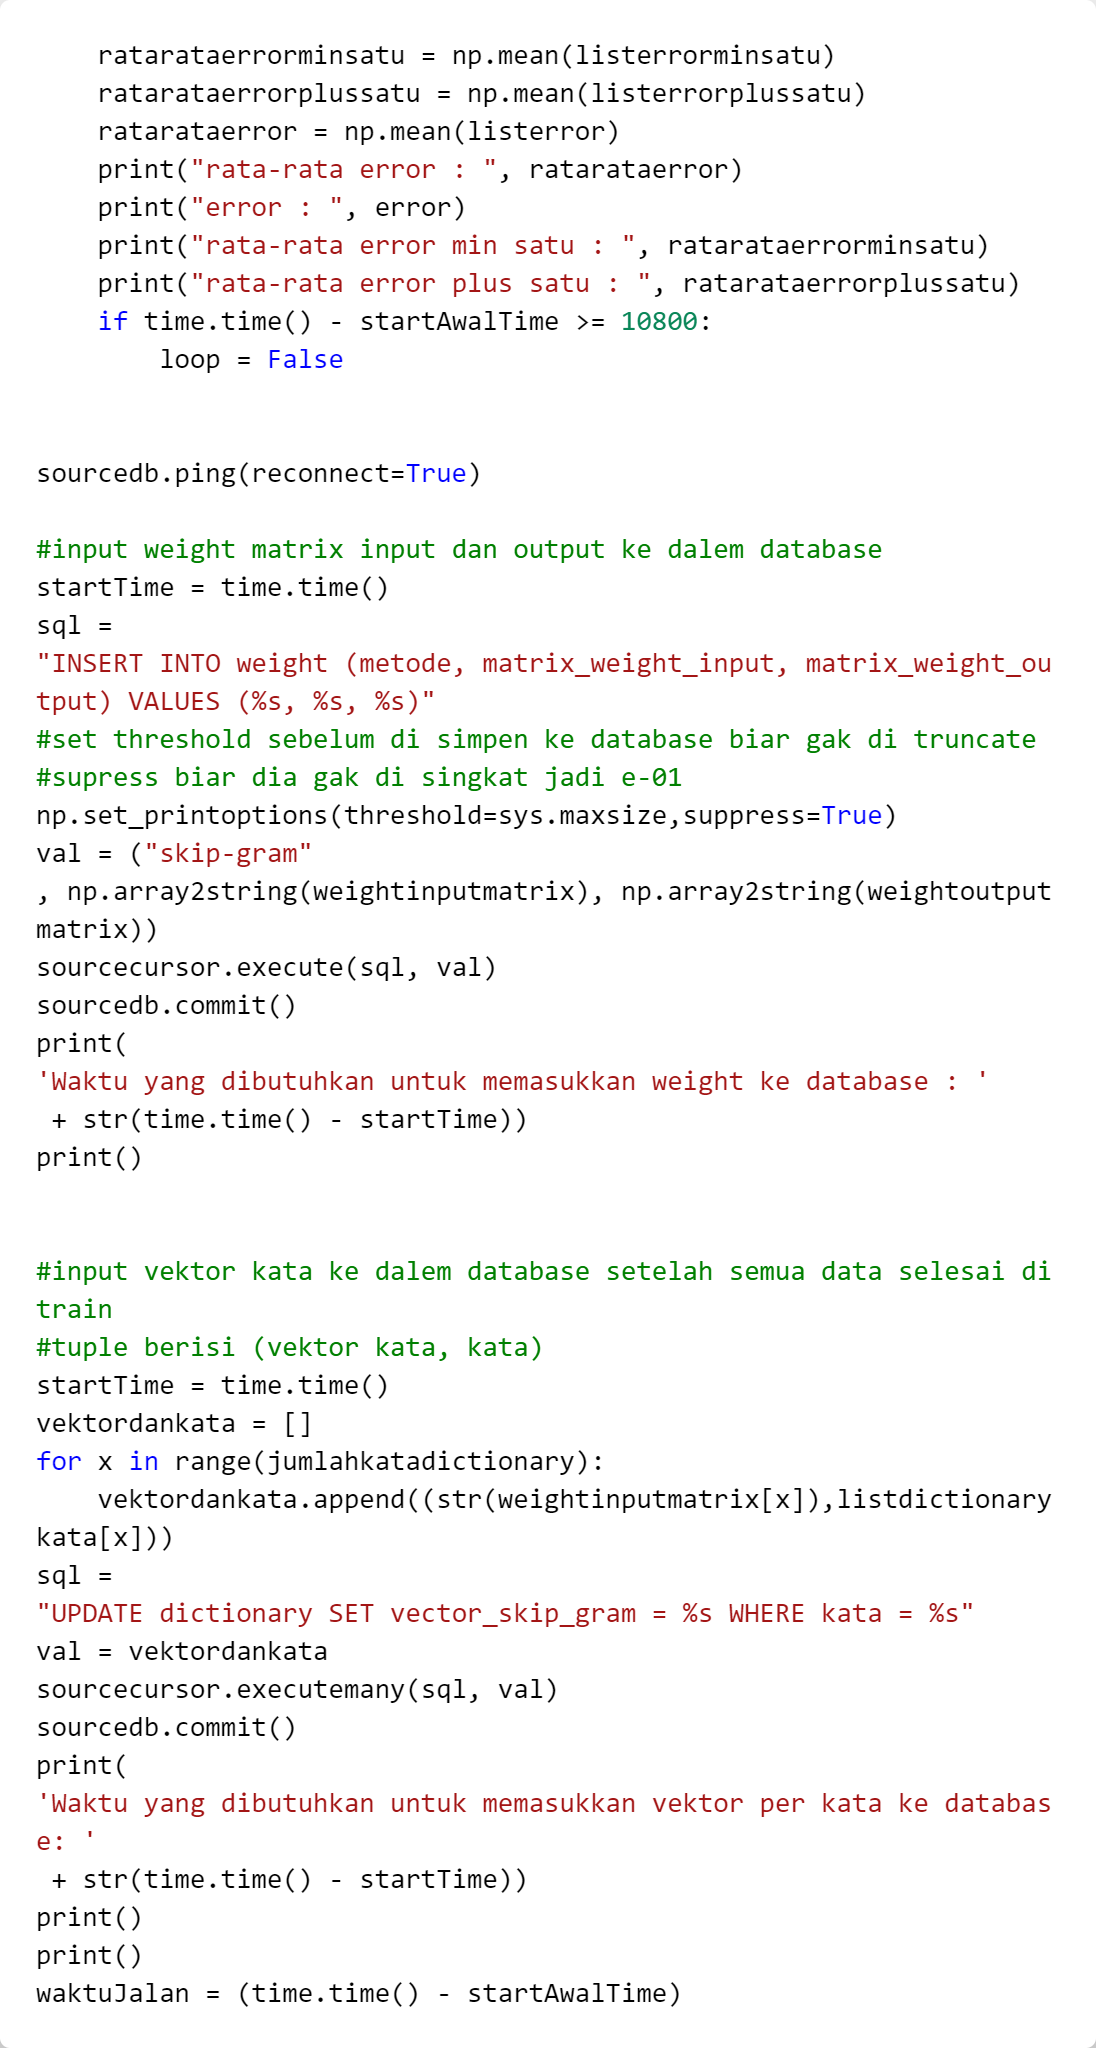 ratarataerrorminsatu = np.mean(listerrorminsatu)
    ratarataerrorplussatu = np.mean(listerrorplussatu)
    ratarataerror = np.mean(listerror)
    print("rata-rata error : ", ratarataerror)
    print("error : ", error)
    print("rata-rata error min satu : ", ratarataerrorminsatu)
    print("rata-rata error plus satu : ", ratarataerrorplussatu)
    if time.time() - startAwalTime >= 10800:
        loop = False
sourcedb.ping(reconnect=True)
#input weight matrix input dan output ke dalem database
startTime = time.time()
sql =
"INSERT INTO weight (metode, matrix_weight_input, matrix_weight_ou
tput) VALUES (%s, %s, %s)"
#set threshold sebelum di simpen ke database biar gak di truncate
#supress biar dia gak di singkat jadi e-01
np.set_printoptions(threshold=sys.maxsize,suppress=True)
val = ("skip-gram"
, np.array2string(weightinputmatrix), np.array2string(weightoutput
matrix))
sourcecursor.execute(sql, val)
sourcedb.commit()
print(
'Waktu yang dibutuhkan untuk memasukkan weight ke database : '
 + str(time.time() - startTime))
print()
#input vektor kata ke dalem database setelah semua data selesai di
train
#tuple berisi (vektor kata, kata)
startTime = time.time()
vektordankata = []
for x in range(jumlahkatadictionary):
    vektordankata.append((str(weightinputmatrix[x]),listdictionary
kata[x]))
sql =
"UPDATE dictionary SET vector_skip_gram = %s WHERE kata = %s"
val = vektordankata
sourcecursor.executemany(sql, val)
sourcedb.commit()
print(
'Waktu yang dibutuhkan untuk memasukkan vektor per kata ke databas
e: '
 + str(time.time() - startTime))
print()
print()
waktuJalan = (time.time() - startAwalTime)